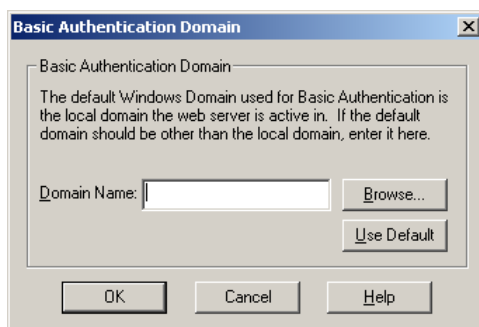 Basic Authentication Domain
Basic Authentication Domain
The default Windows Domain used for Basic Authentication is
the local domain the web server is active in.  If the default
domain should be other than the local domain, enter it here.
Domain Name:
Browse...
Use Default
OK Cancel Help